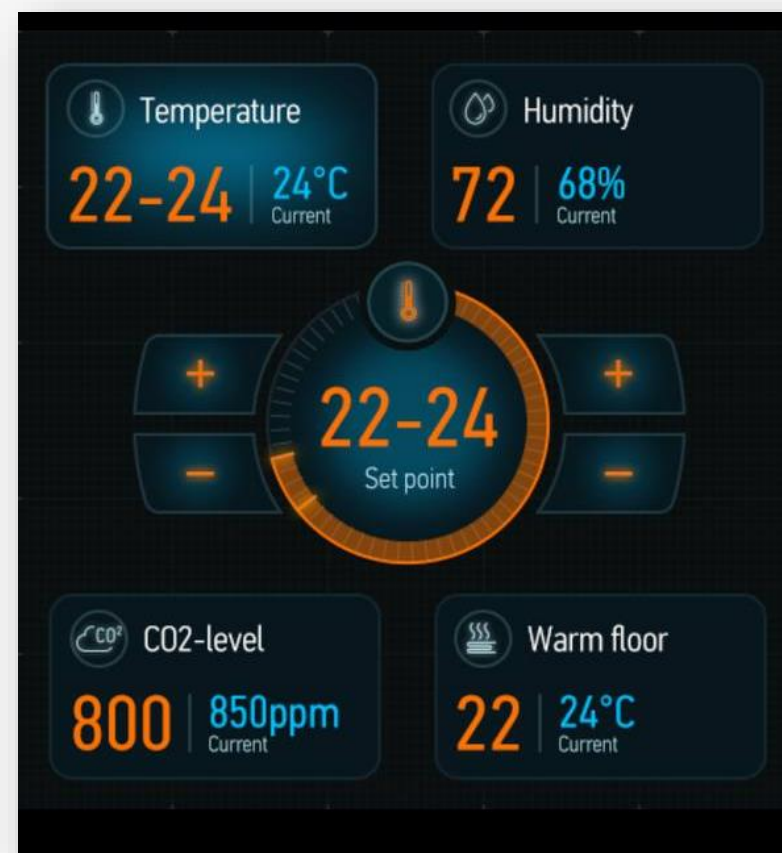 Temperature
22-24 24°C
Current
Humidity
72 68%
Current
+ +
22-24
Set point
- -
CO² CO2-level
800 850ppm
Current
Warm floor
22 24°C
Current